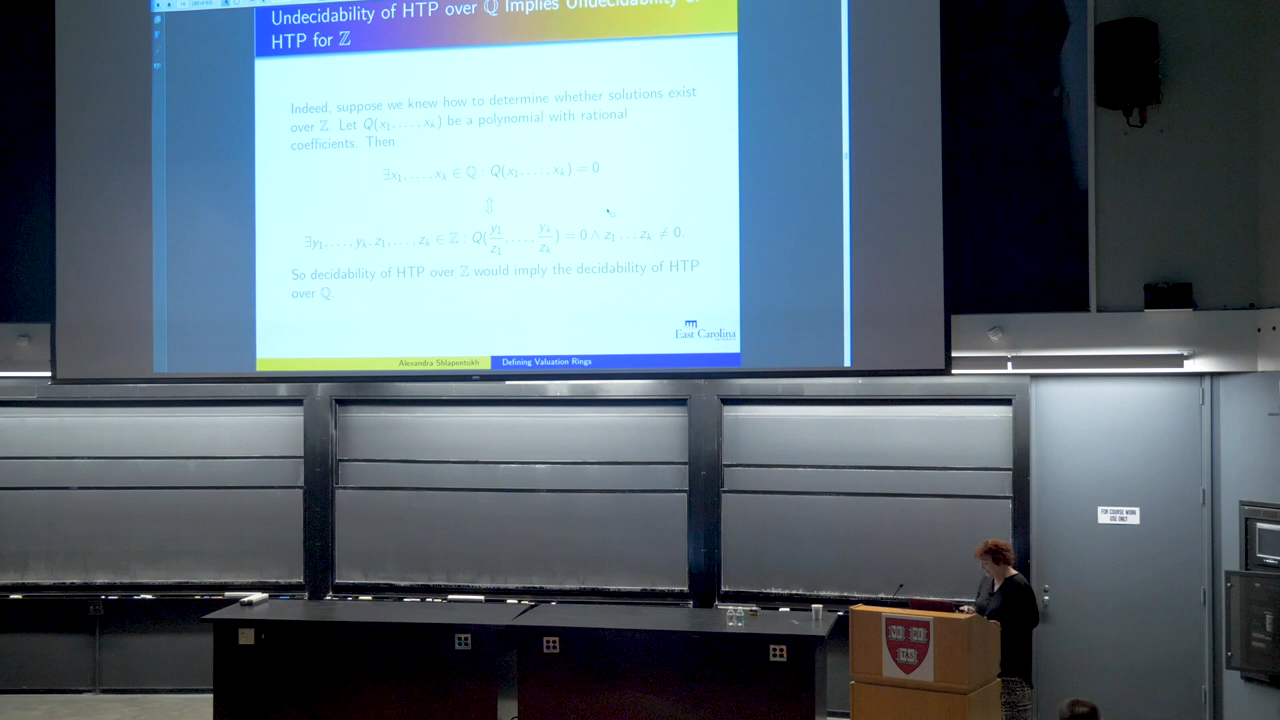 Undecidability of HTP over ℚ Implies Undecidability
HTP for ℤ
Indeed, suppose we knew how to determine whether solutions exist
over ℤ. Let Q(x₁, . . . , xₖ) be a polynomial with rational
coefficients. Then
∃x₁, . . . , xₖ ∈ ℚ : Q(x₁, . . . , xₖ) = 0
⇕
∃y₁, . . . , yₖ, z₁, . . . , zₖ ∈ ℤ : Q(y₁/z₁, . . . , yₖ/zₖ) = 0 ∧ z₁ . . . zₖ ≠ 0.
So decidability of HTP over ℤ would imply the decidability of HTP
over ℚ.
East Carolina
Alexandra Shlapentokh Defining Valuation Rings
FOR COURSE WORK
USE ONLY
TAS